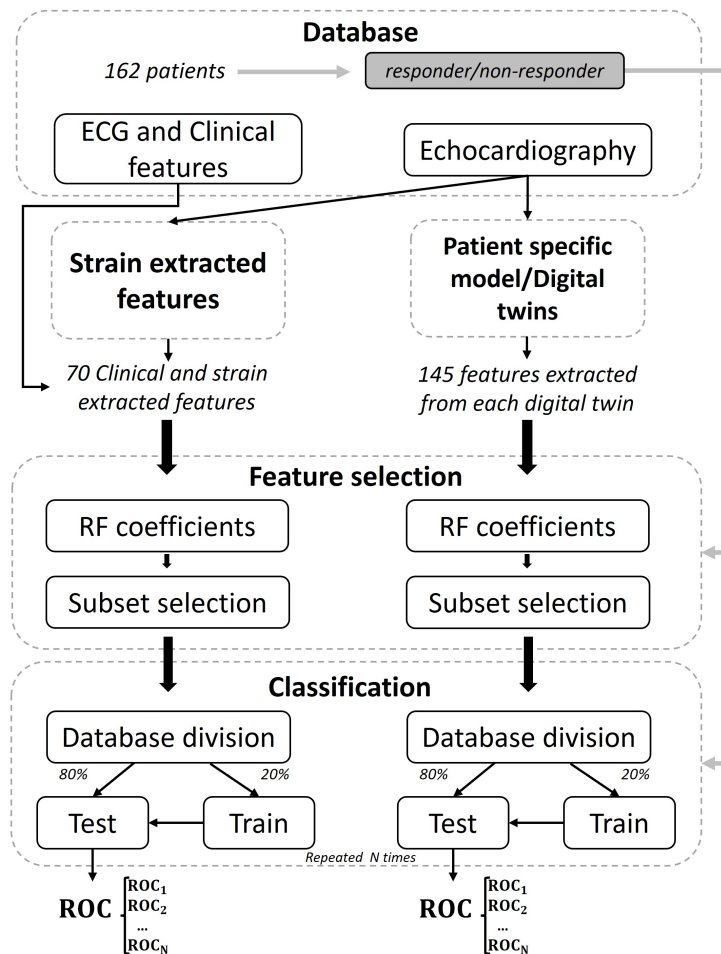 Database
162 patients
responder/non-responder
ECG and Clinical
features
Echocardiography
Strain extracted
features
Patient specific
model/Digital
twins
70 Clinical and strain
extracted features
145 features extracted
from each digital twin
Feature selection
RF coefficients
RF coefficients
Subset selection
Subset selection
Classification
Database division
Database division
80%
20%
80%
20%
Test
Train
Test
Train
Repeated N times
ROC
ROC₁
ROC₂
...
ROC_N
ROC
ROC₁
ROC₂
...
ROC_N